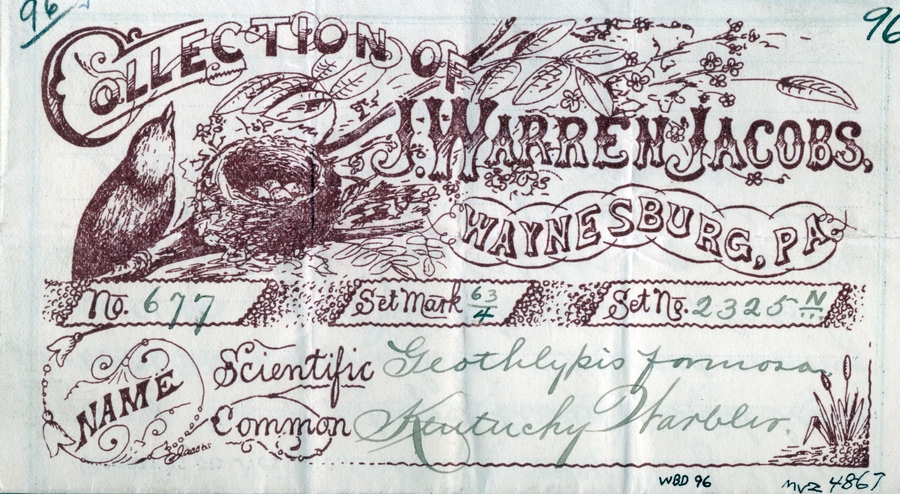 96
96
COLLECTION OF
J. WARREN JACOBS,
WAYNESBURG, PA.
No. 677 Set Mark 63/4 Set No. 2325 N
NAME
Scientific Geothlypis formosa
Common Kentucky Warbler.
Jacobs
WBD 96
MVZ 4867